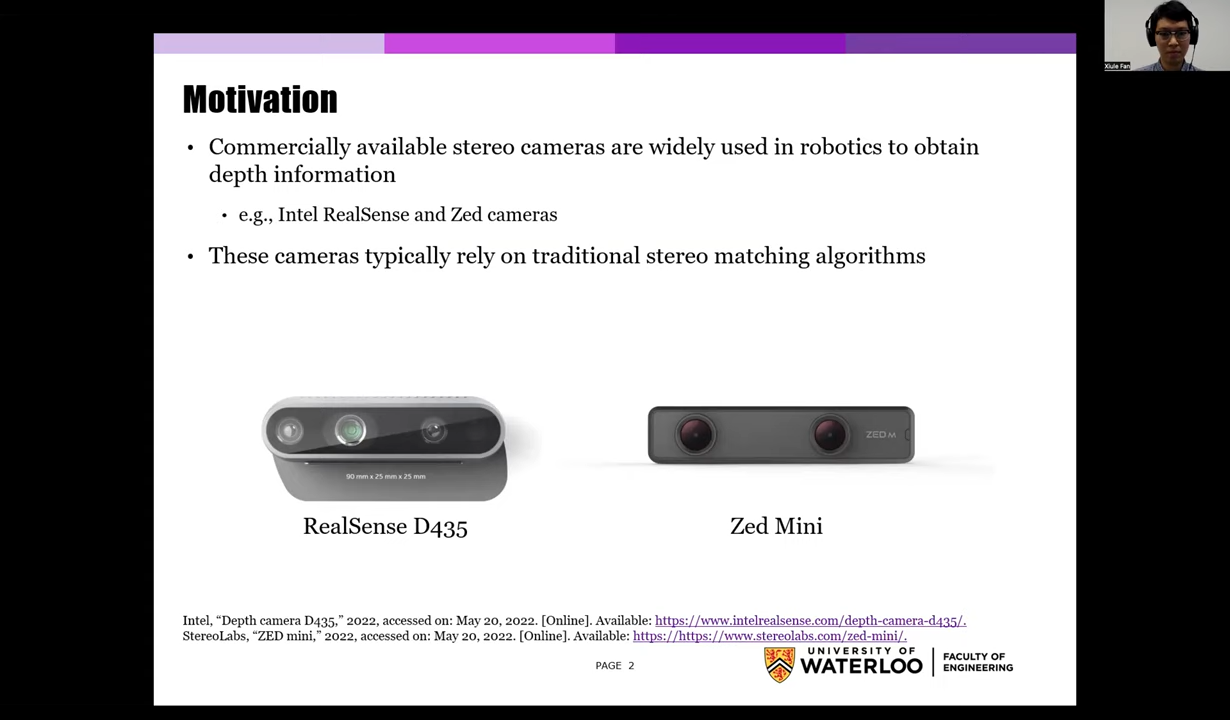 Xiule Fan
Motivation
• Commercially available stereo cameras are widely used in robotics to obtain
depth information
• e.g., Intel RealSense and Zed cameras
• These cameras typically rely on traditional stereo matching algorithms
90 mm x 25 mm x 25 mm
ZED M
RealSense D435
Zed Mini
Intel, “Depth camera D435,” 2022, accessed on: May 20, 2022. [Online]. Available: https://www.intelrealsense.com/depth-camera-d435/.
StereoLabs, “ZED mini,” 2022, accessed on: May 20, 2022. [Online]. Available: https://https://www.stereolabs.com/zed-mini/.
PAGE 2
UNIVERSITY OF
WATERLOO
FACULTY OF
ENGINEERING